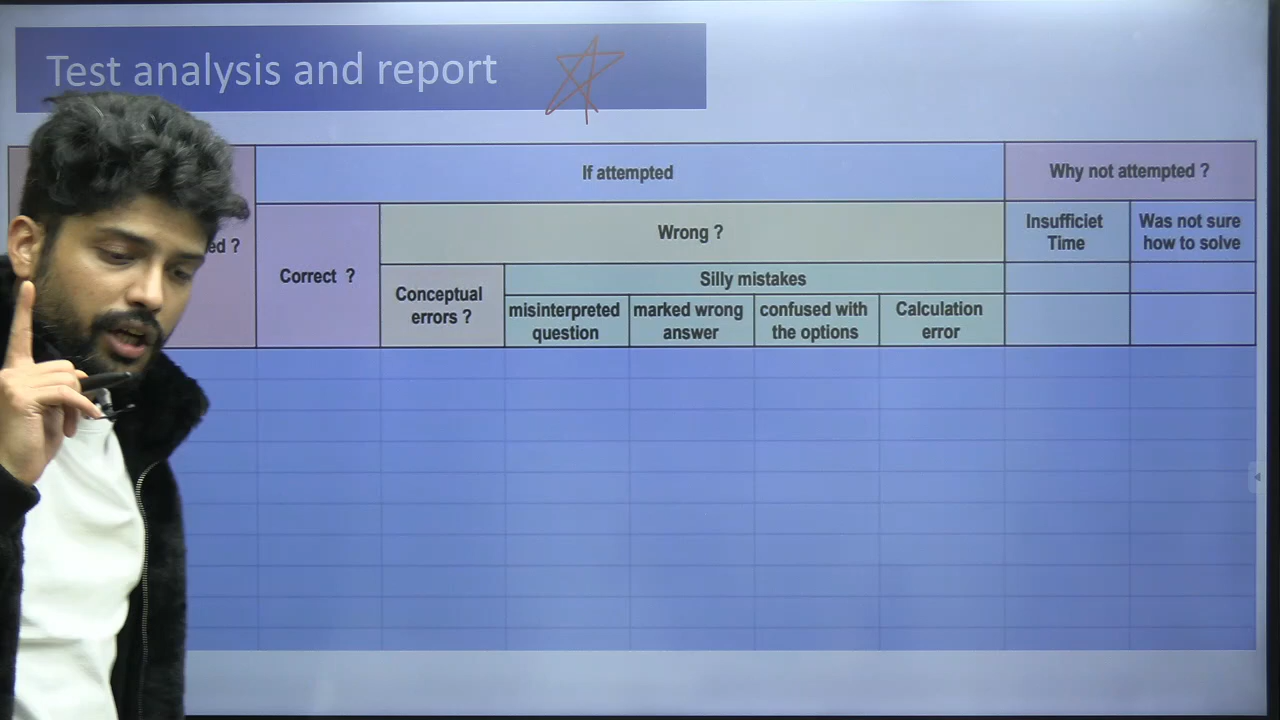 Test analysis and report
If attempted
Why not attempted ?
ed ?
Correct ?
Wrong ?
Insufficiet
Time
Was not sure
how to solve
Conceptual
errors ?
Silly mistakes
misinterpreted
question
marked wrong
answer
confused with
the options
Calculation
error